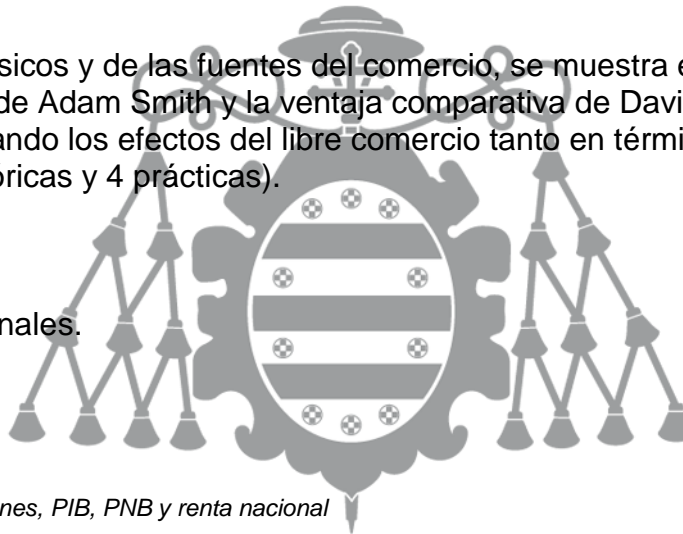 sicos y de las fuentes del comercio, se muestra e
de Adam Smith y la ventaja comparativa de Davi
ando los efectos del libre comercio tanto en térmi
óricas y 4 prácticas).
nales.
nes, PIB, PNB y renta nacional